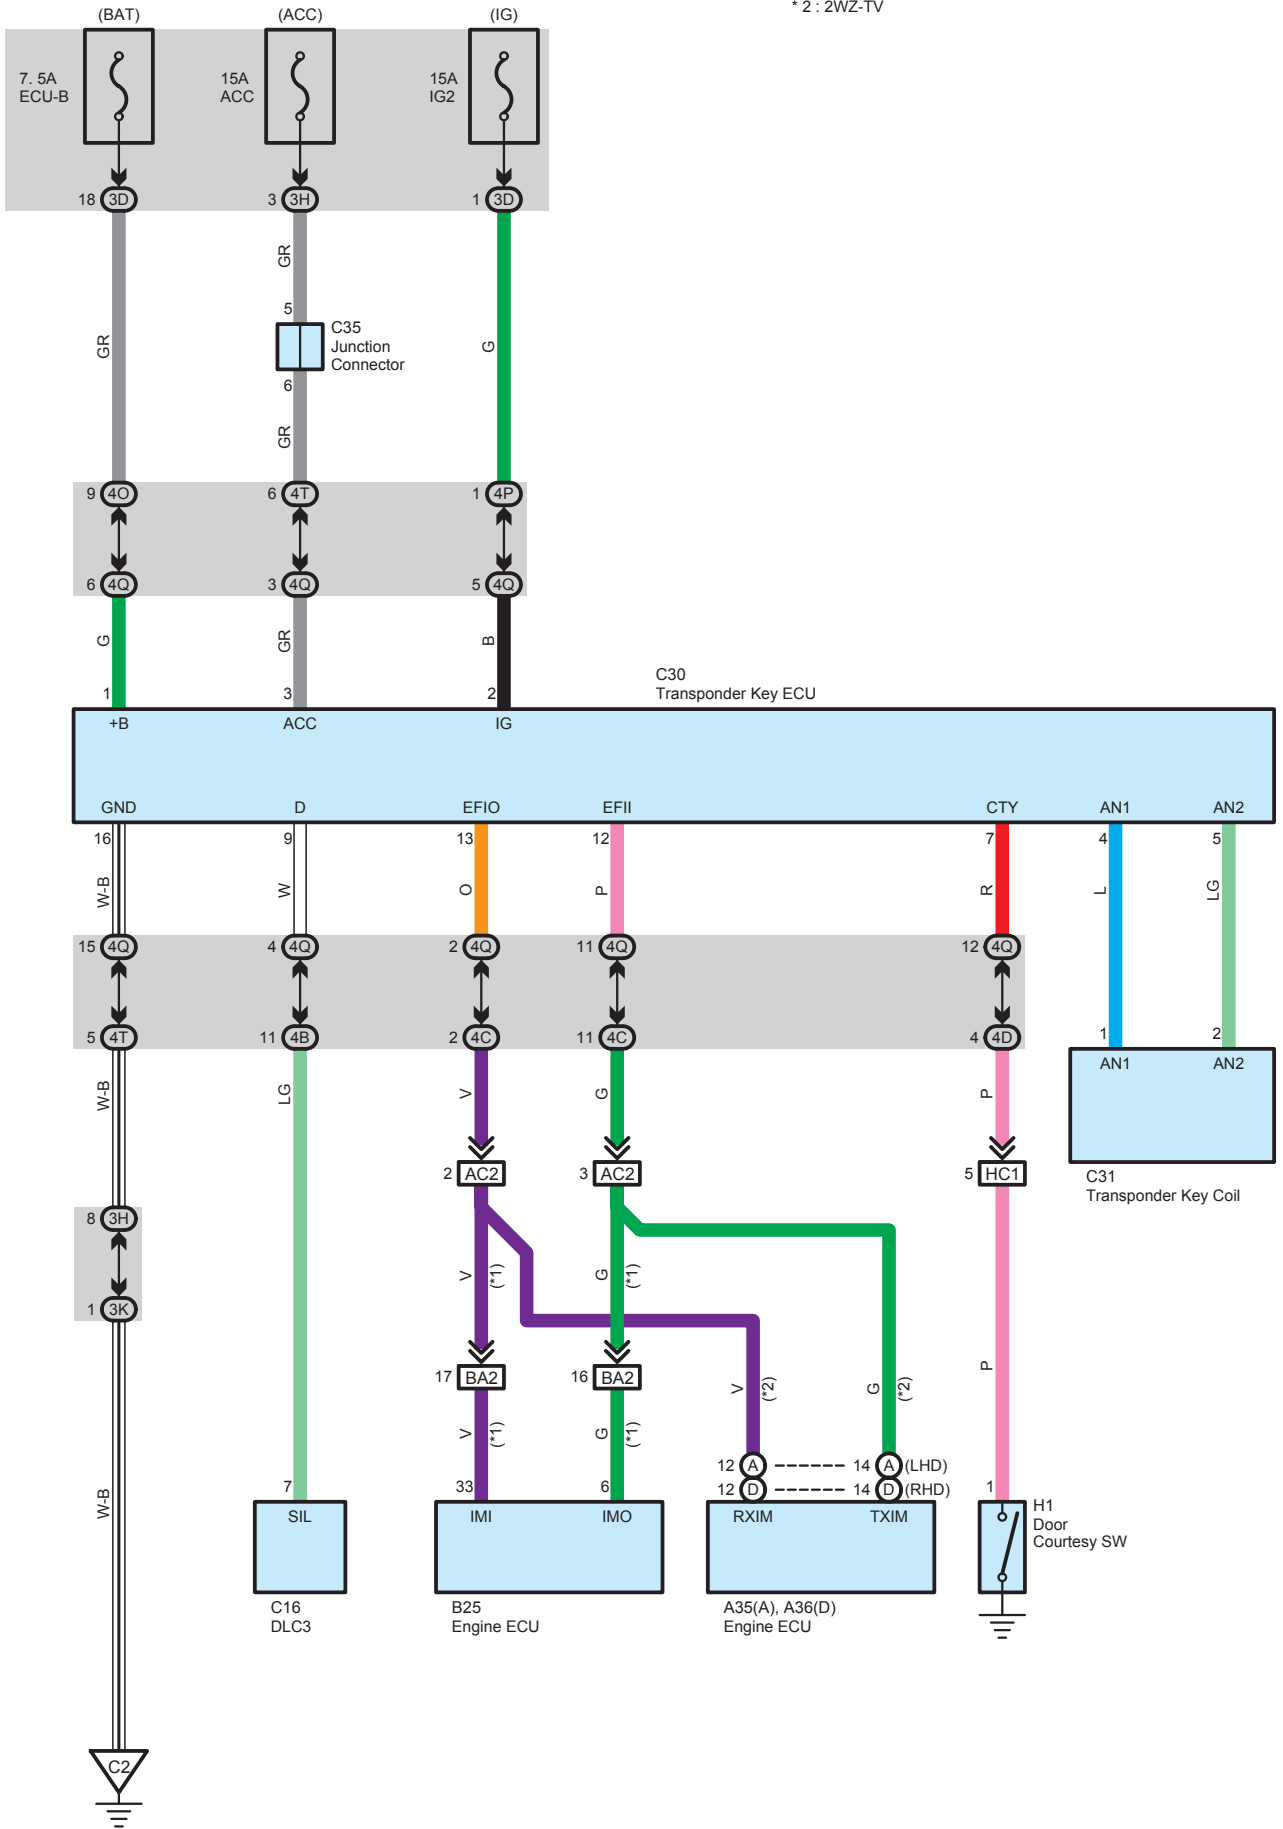 * 2 : 2WZ-TV
(BAT) (ACC) (IG)
7. 5A
ECU-B
15A
ACC
15A
IG2
18 3D 3 3H 1 3D
GR
5
C35
Junction
Connector
GR
G
6
GR
9 4O 6 4T 1 4P
6 4Q 3 4Q 5 4Q
G GR B
C30
Transponder Key ECU
1 3 2
+B ACC IG
GND D EFIO EFII CTY AN1 AN2
16 9 13 12 7 4 5
W-B W O P R L LG
15 4Q 4 4Q 2 4Q 11 4Q 12 4Q
5 4T 11 4B 2 4C 11 4C 4 4D
1 2
AN1 AN2
W-B LG V G P
2 AC2 3 AC2 5 HC1
C31
Transponder Key Coil
8 3H
V (*1) G (*1)
1 3K
17 BA2 16 BA2
V (*2) G (*2) P
V (*1) G (*1)
12 A 14 A (LHD)
12 D 14 D (RHD)
W-B
7 33 6 1
SIL IMI IMO RXIM TXIM
H1
Door
Courtesy SW
C16
DLC3
B25
Engine ECU
A35(A), A36(D)
Engine ECU
C2